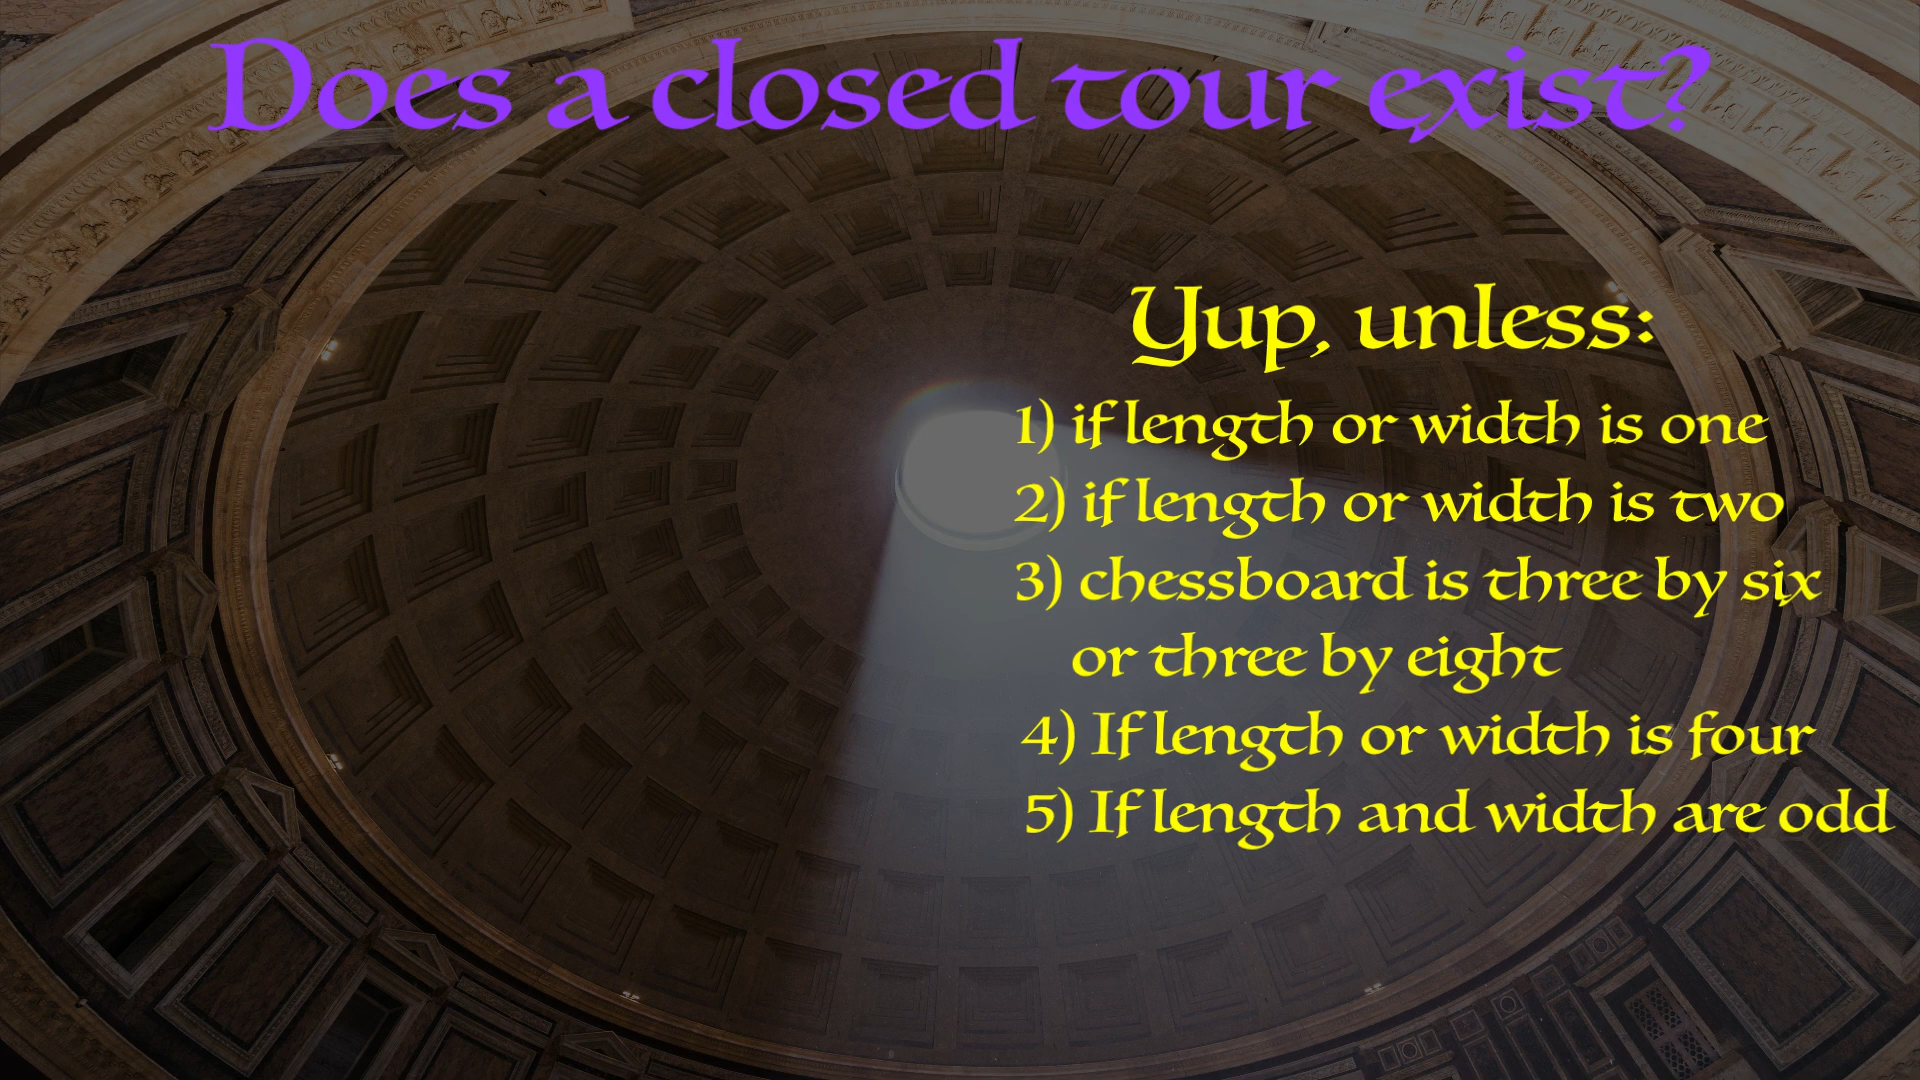 Does a closed tour exist?
Yup, unless:
1) if length or width is one
2) if length or width is two
3) chessboard is three by six
or three by eight
4) If length or width is four
5) If length and width are odd